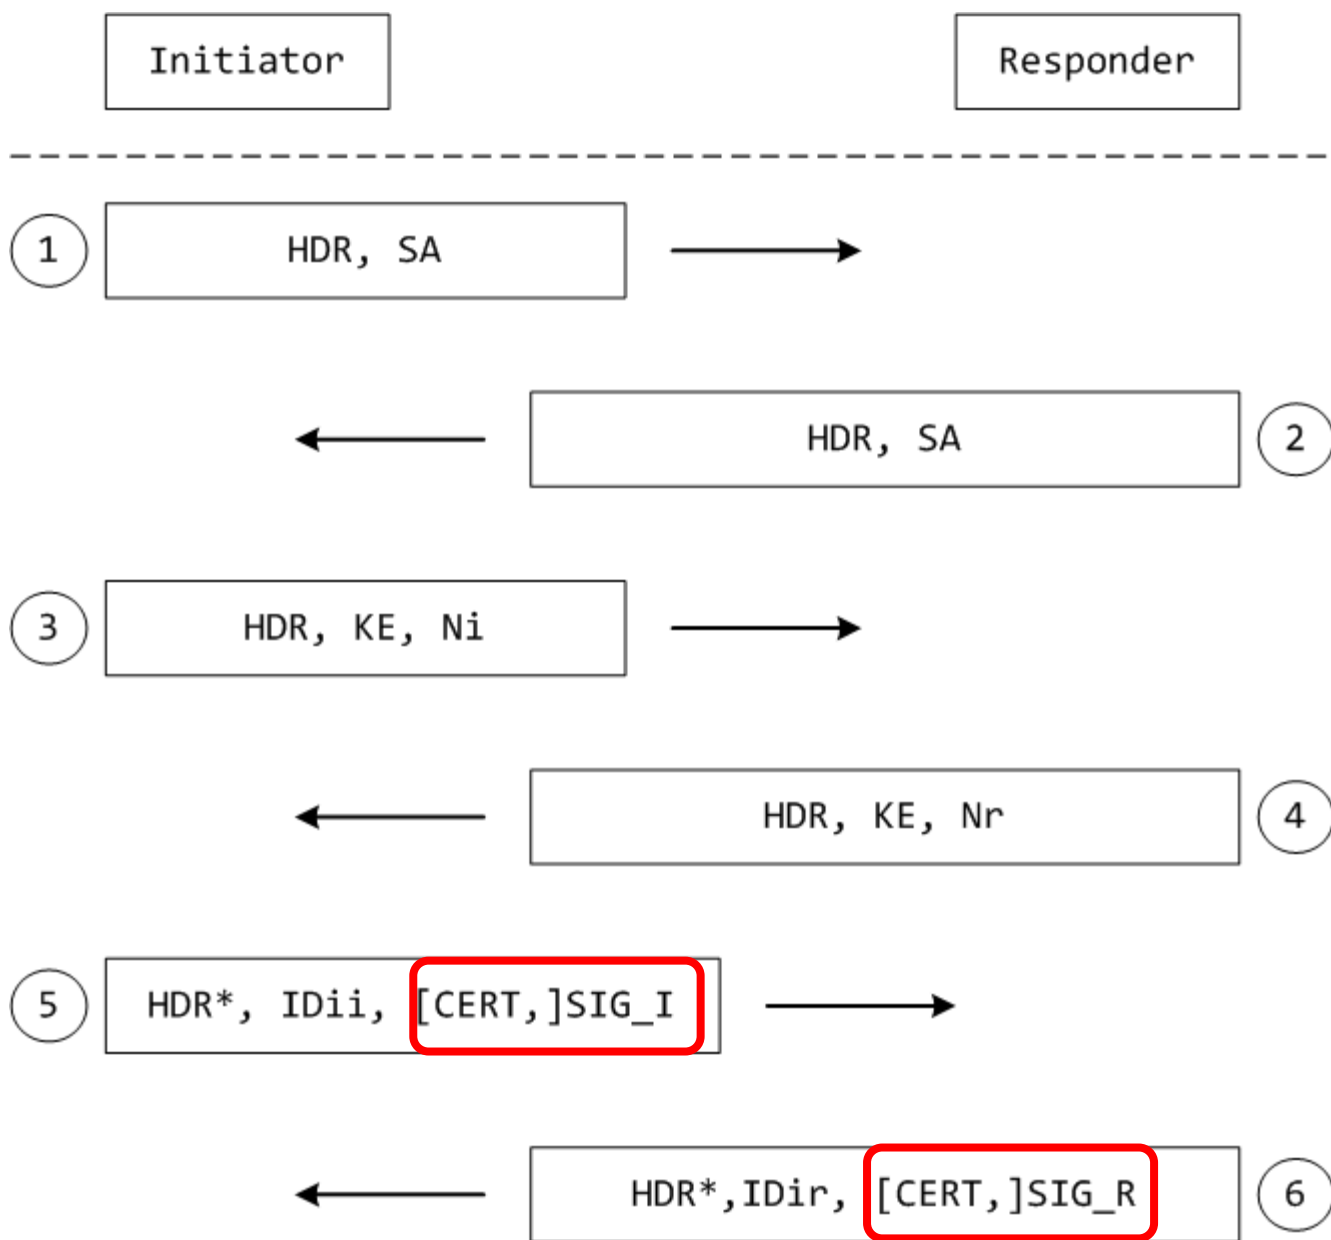 Initiator
Responder
1
HDR, SA
HDR, SA
2
3
HDR, KE, Ni
HDR, KE, Nr
4
5
HDR*, IDii, [CERT,]SIG_I
HDR*,IDir, [CERT,]SIG_R
6